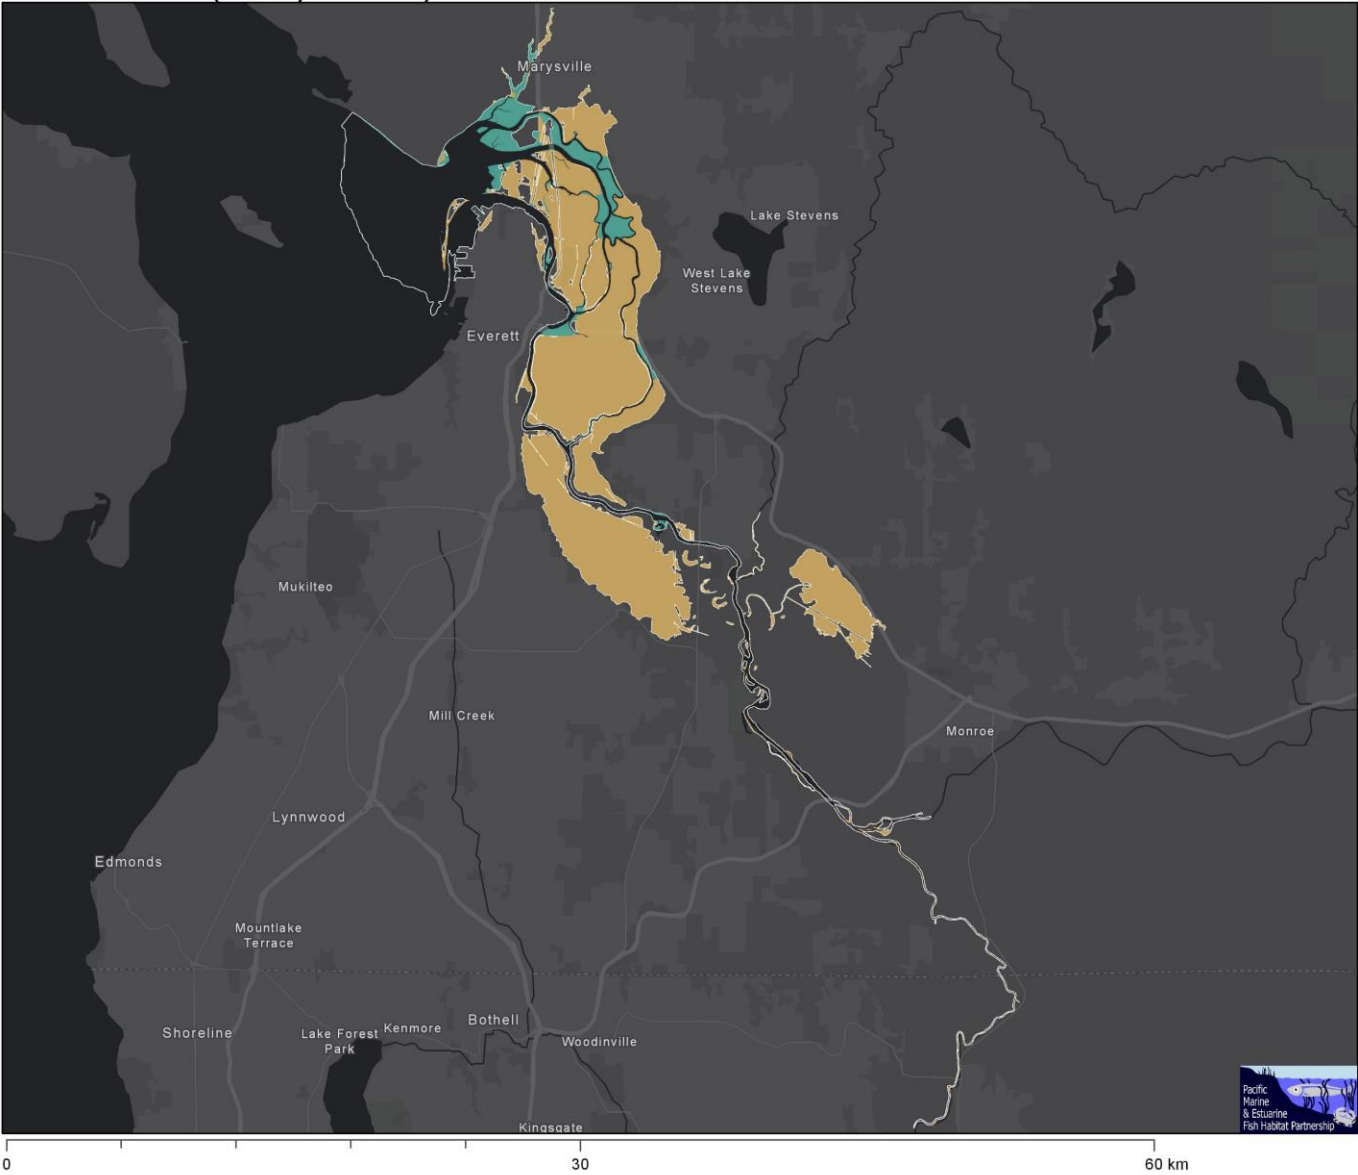 Marysville
Lake Stevens
West Lake
Stevens
Everett
Mukilteo
Mill Creek
Monroe
Lynnwood
Edmonds
Mountlake
Terrace
Shoreline
Lake Forest
Park
Kenmore
Bothell
Woodinville
Kingsgate
Pacific
Marine
& Estuarine
Fish Habitat Partnership
0
30
60 km